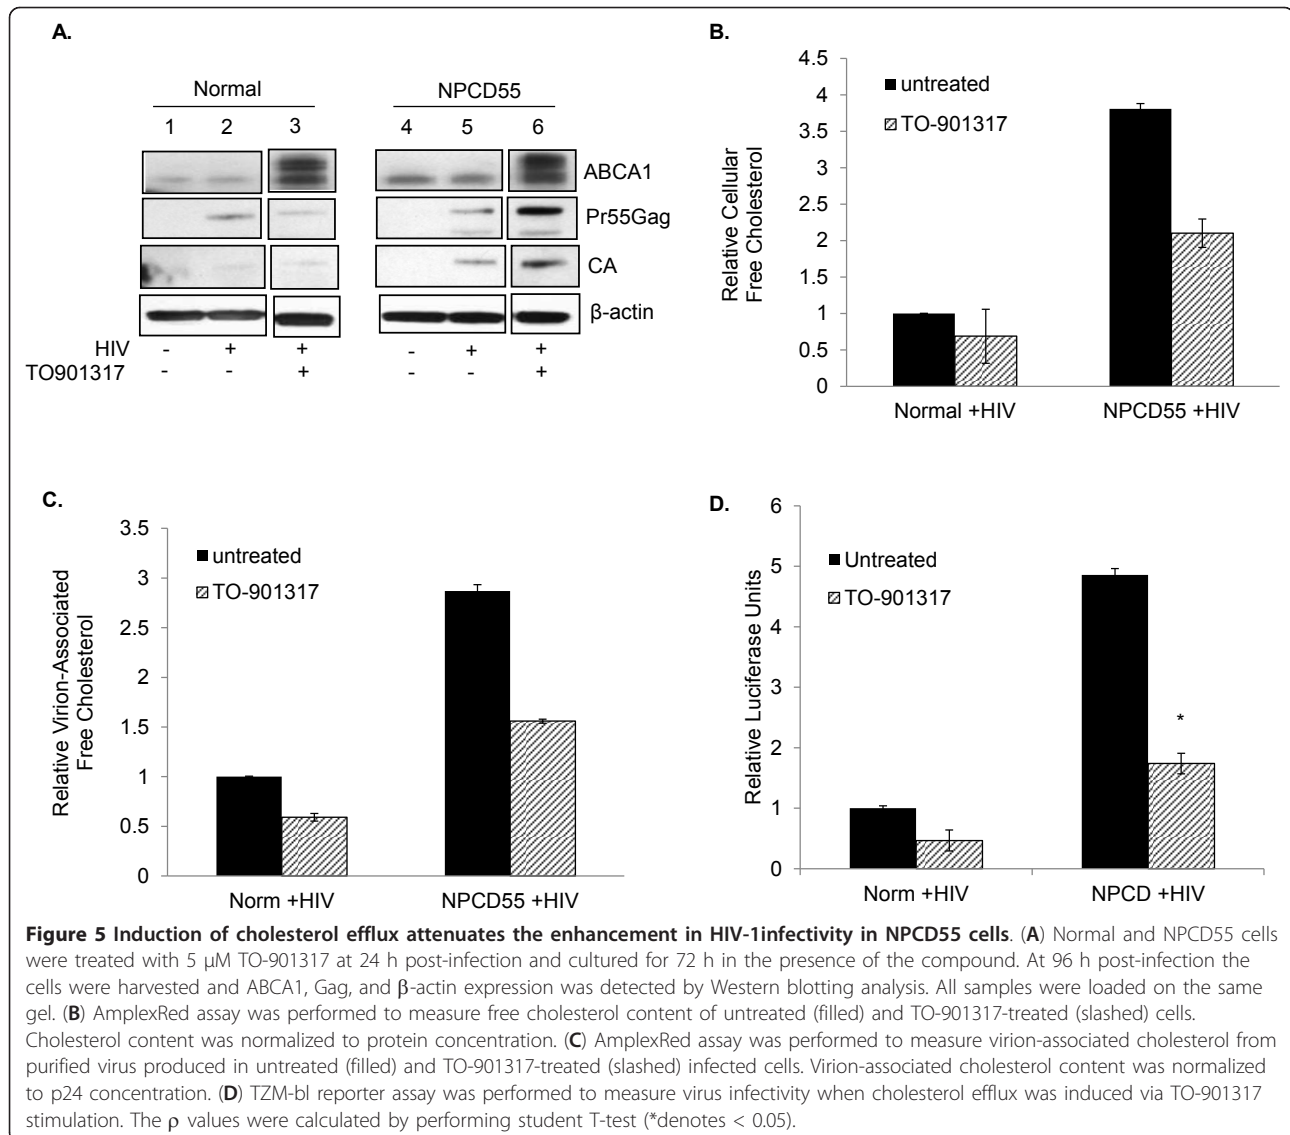 A.
Normal NPCD55
1 2 3 4 5 6
ABCA1
Pr55Gag
CA
β-actin
HIV - + + - + +
TO901317 - - + - - +
B.
4.5
4
3.5
3
2.5
2
1.5
1
0.5
0
Relative Cellular
Free Cholesterol
untreated
TO-901317
Normal +HIV NPCD55 +HIV
C.
3.5
3
2.5
2
1.5
1
0.5
0
Relative Virion-Associated
Free Cholesterol
untreated
TO-901317
Norm +HIV NPCD55 +HIV
D.
6
5
4
3
2
1
0
Relative Luciferase Units
Untreated
TO-901317
*
Norm +HIV NPCD +HIV
Figure 5 Induction of cholesterol efflux attenuates the enhancement in HIV-1infectivity in NPCD55 cells. (A) Normal and NPCD55 cells
were treated with 5 μM TO-901317 at 24 h post-infection and cultured for 72 h in the presence of the compound. At 96 h post-infection the
cells were harvested and ABCA1, Gag, and β-actin expression was detected by Western blotting analysis. All samples were loaded on the same
gel. (B) AmplexRed assay was performed to measure free cholesterol content of untreated (filled) and TO-901317-treated (slashed) cells.
Cholesterol content was normalized to protein concentration. (C) AmplexRed assay was performed to measure virion-associated cholesterol from
purified virus produced in untreated (filled) and TO-901317-treated (slashed) infected cells. Virion-associated cholesterol content was normalized
to p24 concentration. (D) TZM-bl reporter assay was performed to measure virus infectivity when cholesterol efflux was induced via TO-901317
stimulation. The ρ values were calculated by performing student T-test (*denotes < 0.05).